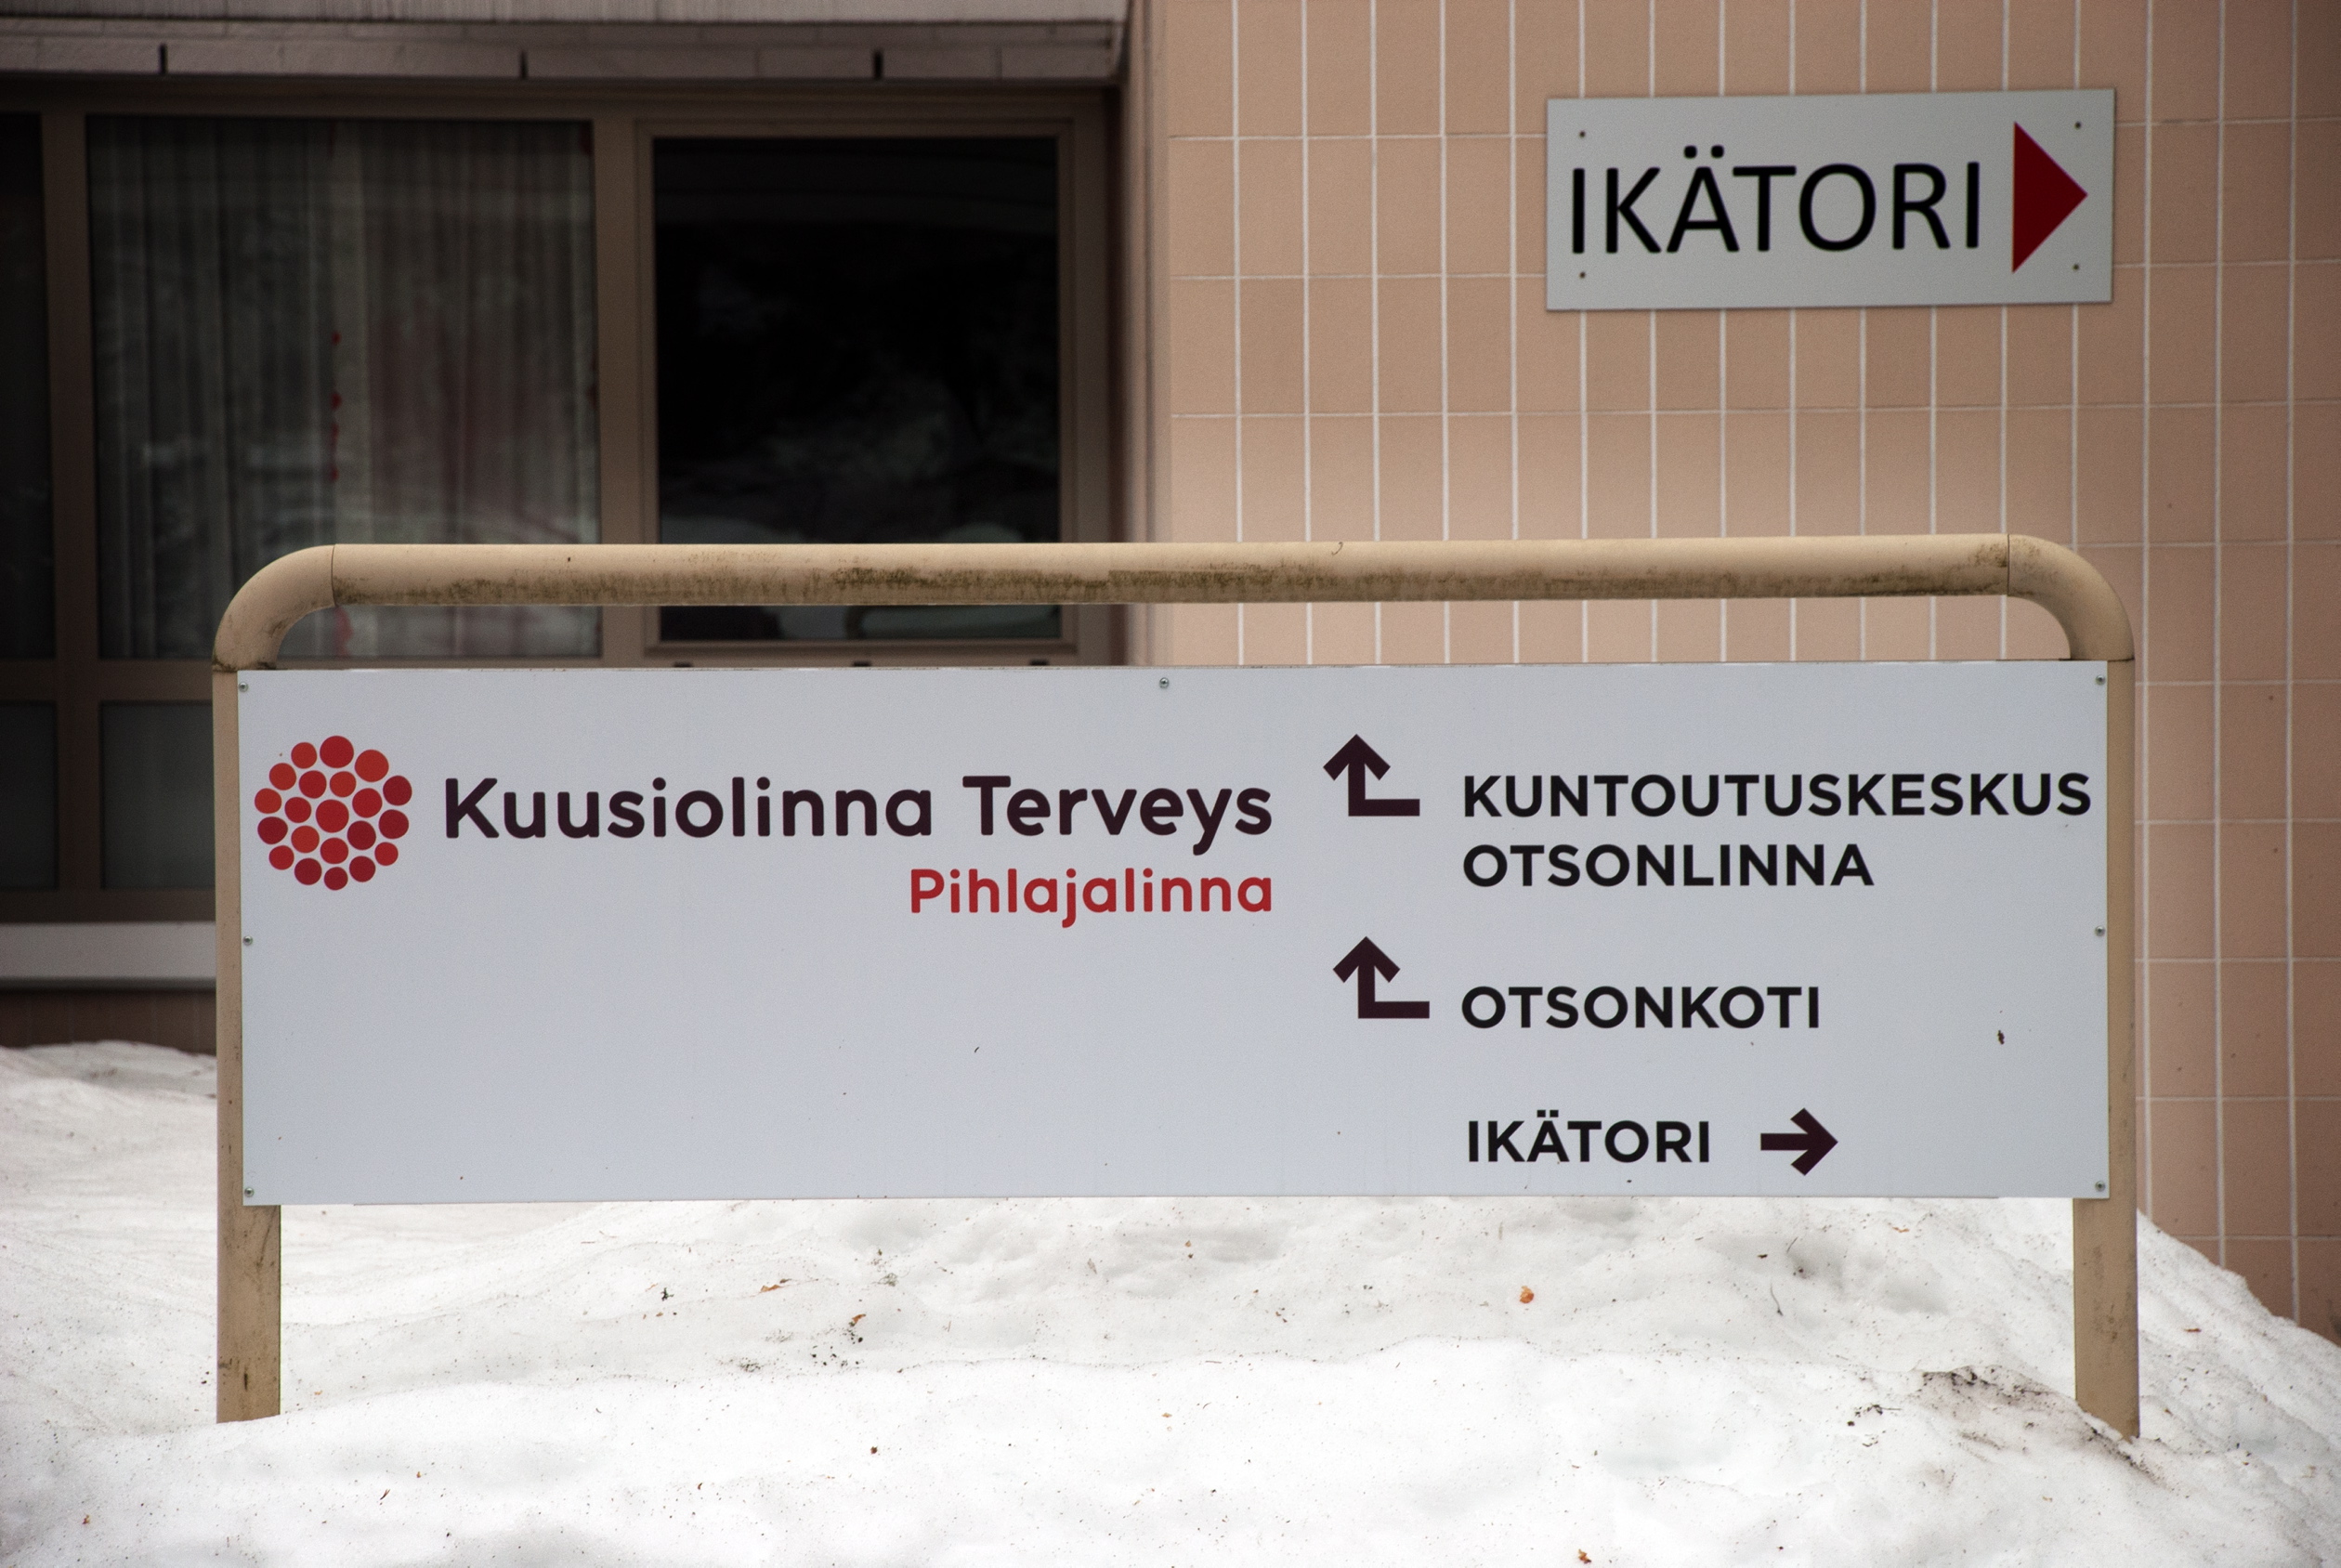 IKÄTORI
Kuusiolinna Terveys
Pihlajalinna
KUNTOUTUSKESKUS
OTSONLINNA
OTSONKOTI
IKÄTORI